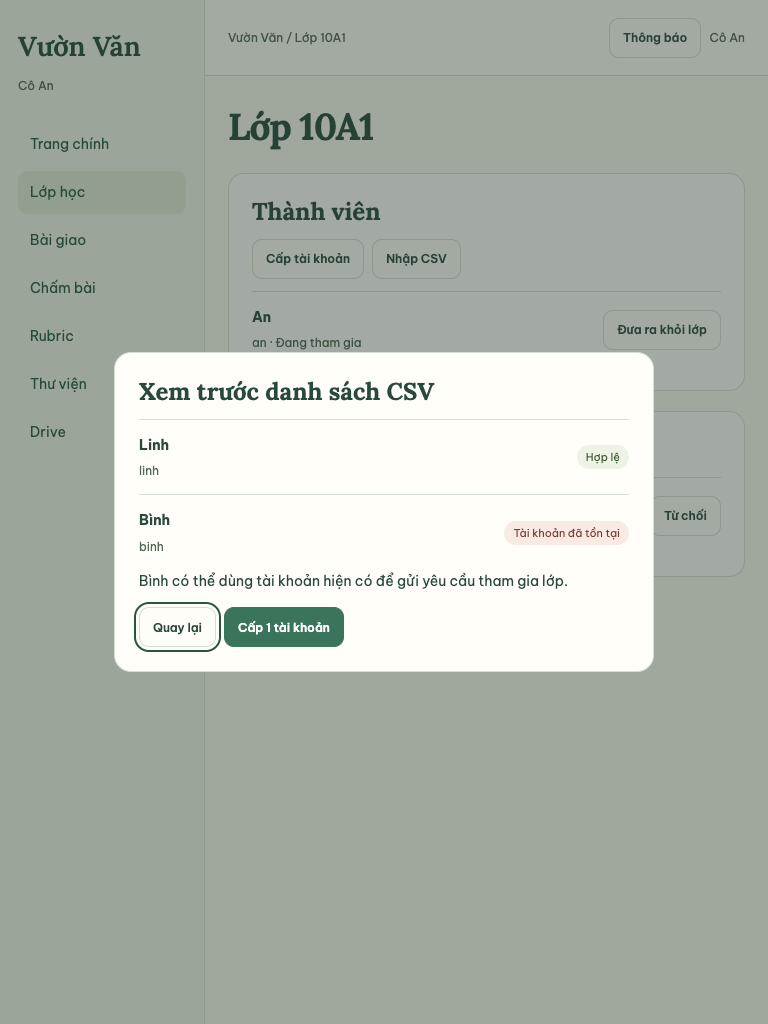 Vườn Văn
Cô An
Trang chính
Lớp học
Bài giao
Chấm bài
Rubric
Thư viện
Drive
Vườn Văn / Lớp 10A1
Thông báo
Cô An
Lớp 10A1
Thành viên
Cấp tài khoản
Nhập CSV
An
an · Đang tham gia
Đưa ra khỏi lớp
Từ chối
Xem trước danh sách CSV
Linh
linh
Hợp lệ
Bình
binh
Tài khoản đã tồn tại
Bình có thể dùng tài khoản hiện có để gửi yêu cầu tham gia lớp.
Quay lại
Cấp 1 tài khoản